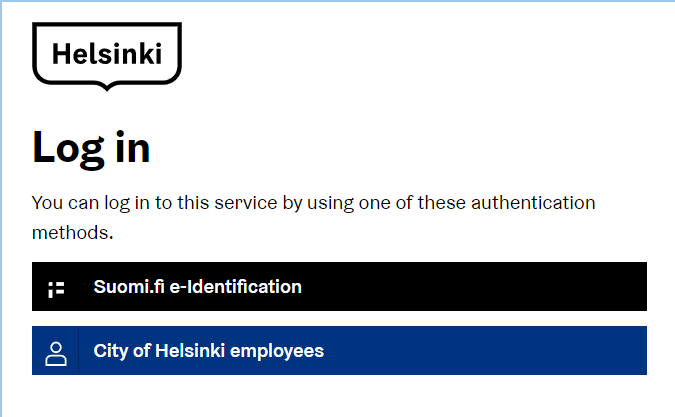 Helsinki
Log in
You can log in to this service by using one of these authentication
methods.
Suomi.fi e-Identification
City of Helsinki employees